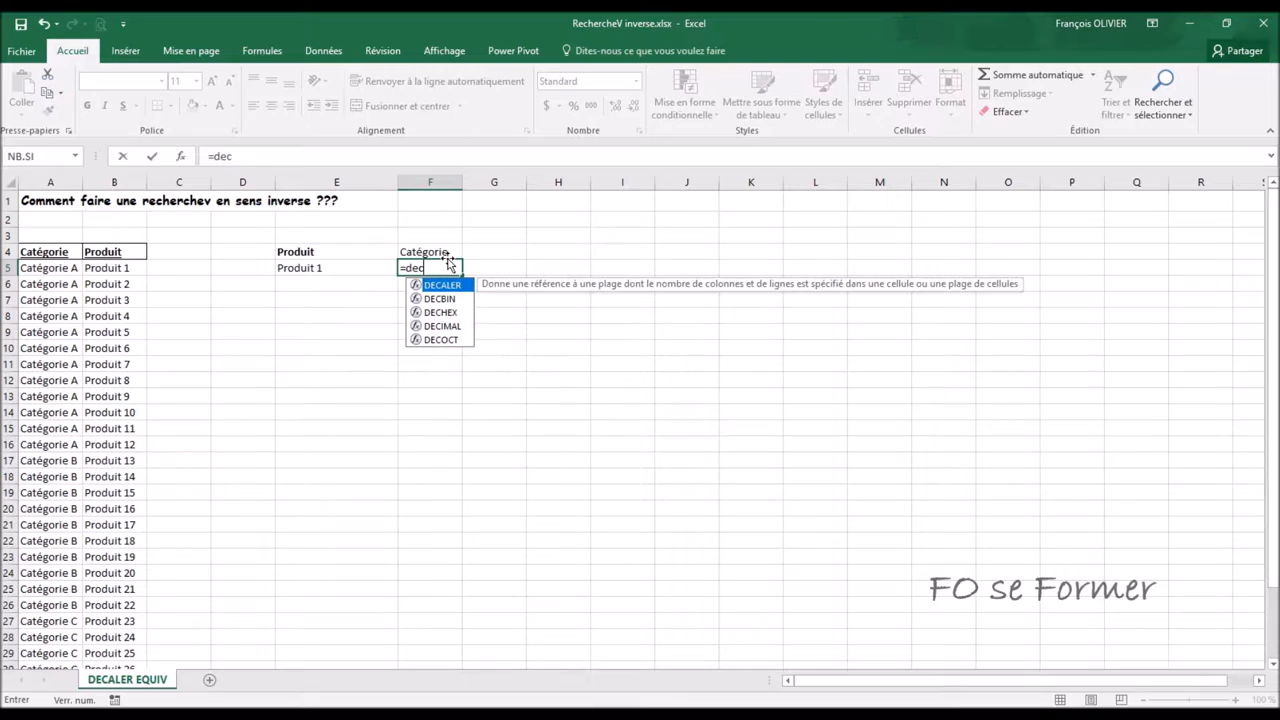 RechercheV inverse.xlsx - Excel
François OLIVIER
Fichier Accueil Insérer Mise en page Formules Données Révision Affichage Power Pivot Dites-nous ce que vous voulez faire Partager
Coller
11
Renvoyer à la ligne automatiquement
Standard
Mise en forme conditionnelle
Mettre sous forme de tableau
Styles de cellules
Insérer
Supprimer
Format
Somme automatique
Remplissage
Effacer
Trier et filtrer
Rechercher et sélectionner
G I S
Fusionner et centrer
$ % 000
Presse-papiers Police Alignement Nombre Styles Cellules Édition
NB.SI fx =dec
A B C D E F G H I J K L M N O P Q R
1 Comment faire une recherchev en sens inverse ???
2
3
4 Catégorie Produit Produit Catégorie
5 Catégorie A Produit 1 Produit 1 =dec
6 Catégorie A Produit 2 DECALER Donne une référence à une plage dont le nombre de colonnes et de lignes est spécifié dans une cellule ou une plage de cellules
7 Catégorie A Produit 3 DECBIN
8 Catégorie A Produit 4 DECHEX
9 Catégorie A Produit 5 DECIMAL
10 Catégorie A Produit 6 DECOCT
11 Catégorie A Produit 7
12 Catégorie A Produit 8
13 Catégorie A Produit 9
14 Catégorie A Produit 10
15 Catégorie A Produit 11
16 Catégorie A Produit 12
17 Catégorie B Produit 13
18 Catégorie B Produit 14
19 Catégorie B Produit 15
20 Catégorie B Produit 16
21 Catégorie B Produit 17
22 Catégorie B Produit 18
23 Catégorie B Produit 19
24 Catégorie B Produit 20
25 Catégorie B Produit 21
26 Catégorie B Produit 22
27 Catégorie C Produit 23
28 Catégorie C Produit 24
29 Catégorie C Produit 25
FO se Former
DECALER EQUIV
Entrer Verr. num. 100 %